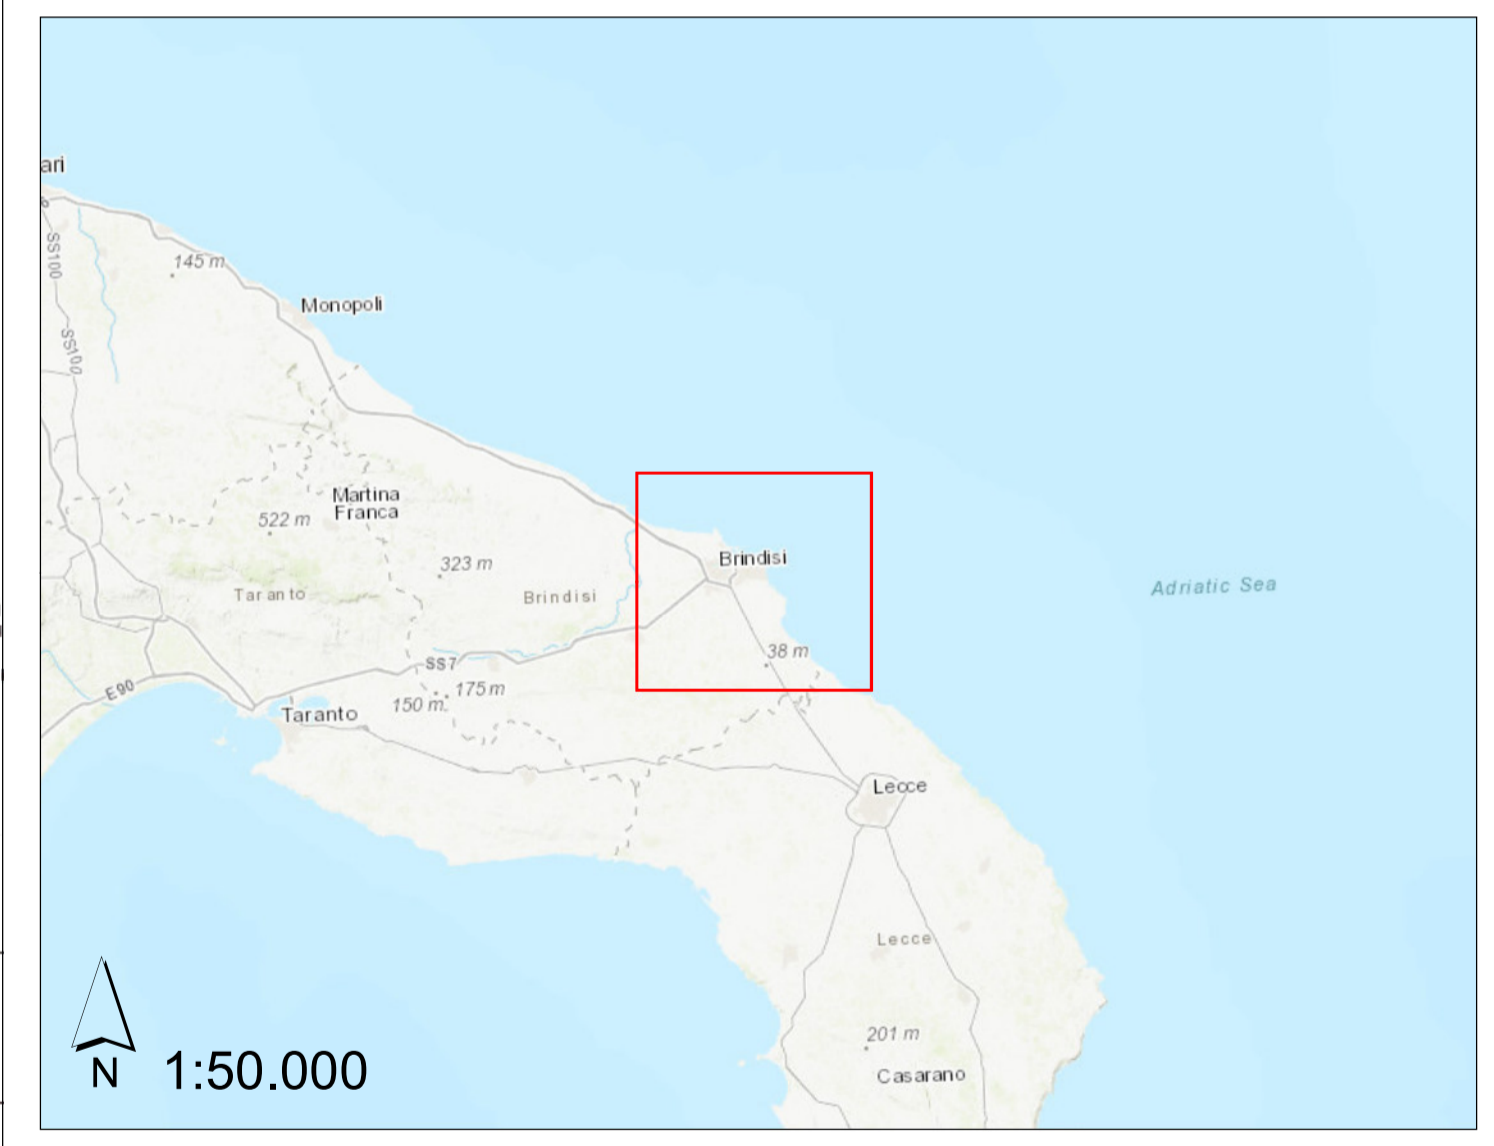 ari
SS100
145 m
Monopoli
SS100
Martina
Franca
522 m
323 m
Brindisi
Taranto
Brindisi
Adriatic Sea
38 m
SS7
E90
175 m
150 m
Taranto
Lecce
Lecce
201 m
Casarano
N
1:50.000